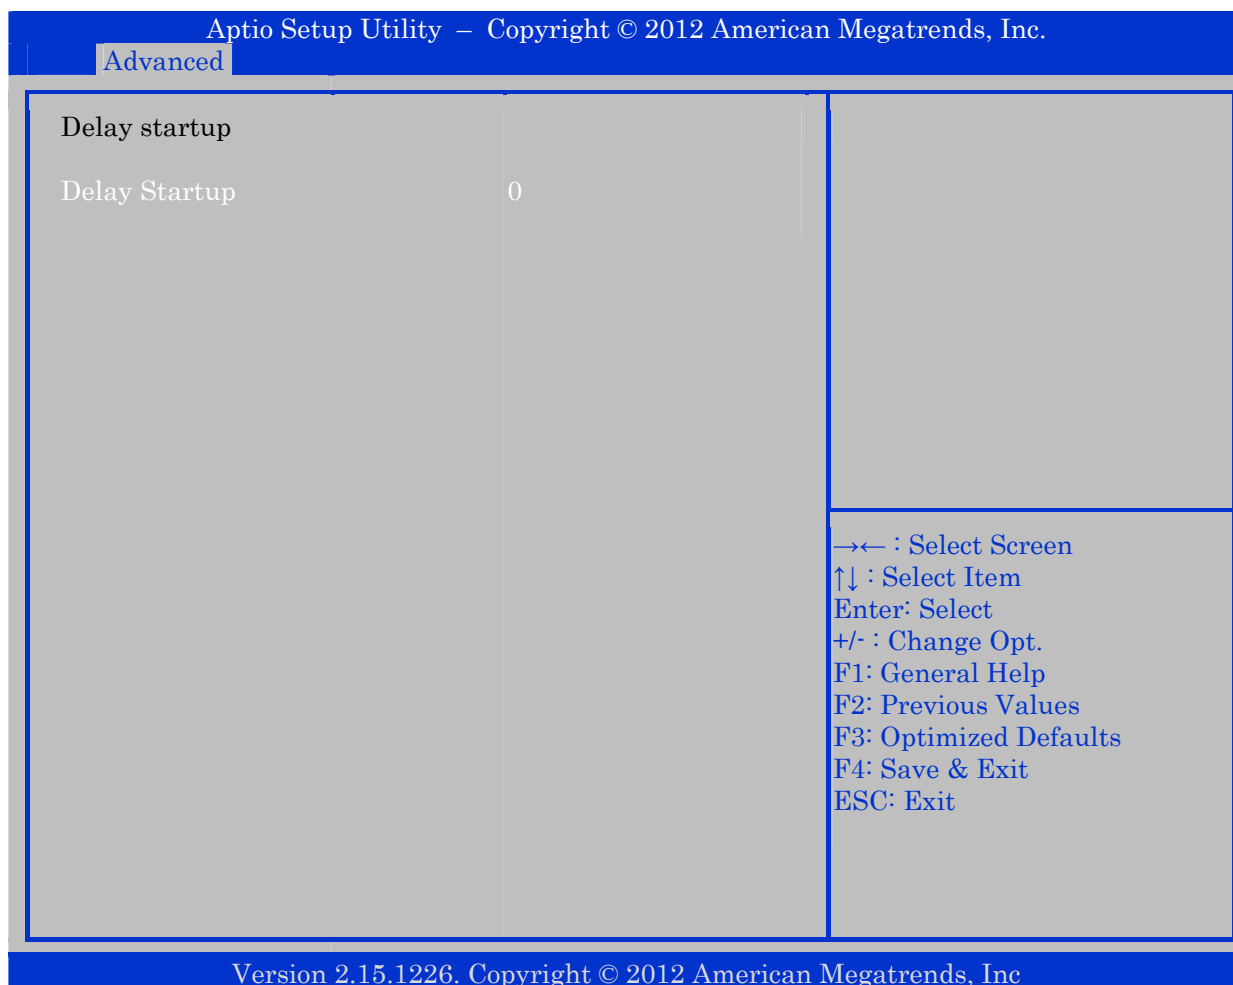 Aptio Setup Utility – Copyright © 2012 American Megatrends, Inc.
Advanced
Delay startup
Delay Startup 0
→← : Select Screen
↑↓ : Select Item
Enter: Select
+/- : Change Opt.
F1: General Help
F2: Previous Values
F3: Optimized Defaults
F4: Save & Exit
ESC: Exit
Version 2.15.1226. Copyright © 2012 American Megatrends, Inc